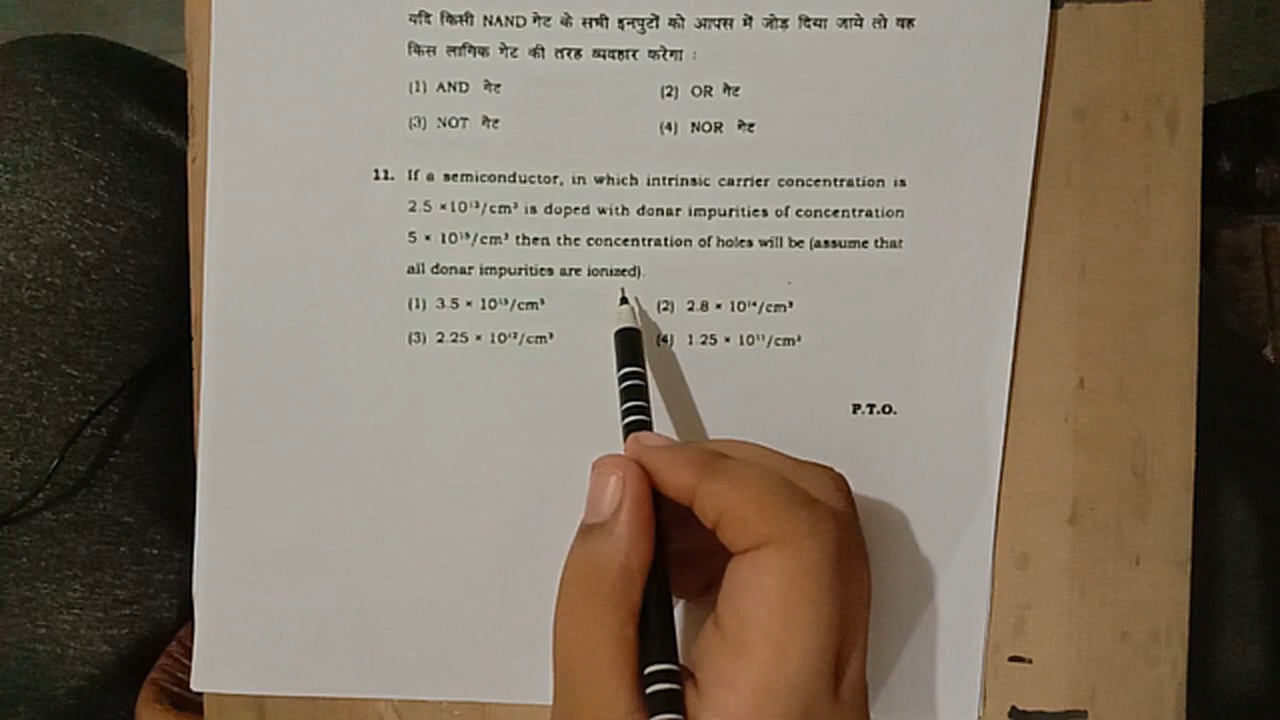 यदि किसी NAND गेट के सभी इनपुटों को आपस में जोड़ दिया जाये तो वह
किस लागिक गेट की तरह व्यवहार करेगा :
(1) AND गेट (2) OR गेट
(3) NOT गेट (4) NOR गेट
11. If a semiconductor, in which intrinsic carrier concentration is
2.5 ×10¹³/cm³ is doped with donar impurities of concentration
5 × 10¹⁵/cm³ then the concentration of holes will be (assume that
all donar impurities are ionized).
(1) 3.5 × 10¹³/cm³ (2) 2.8 × 10¹⁴/cm³
(3) 2.25 × 10¹²/cm³ (4) 1.25 × 10¹¹/cm³
P.T.O.